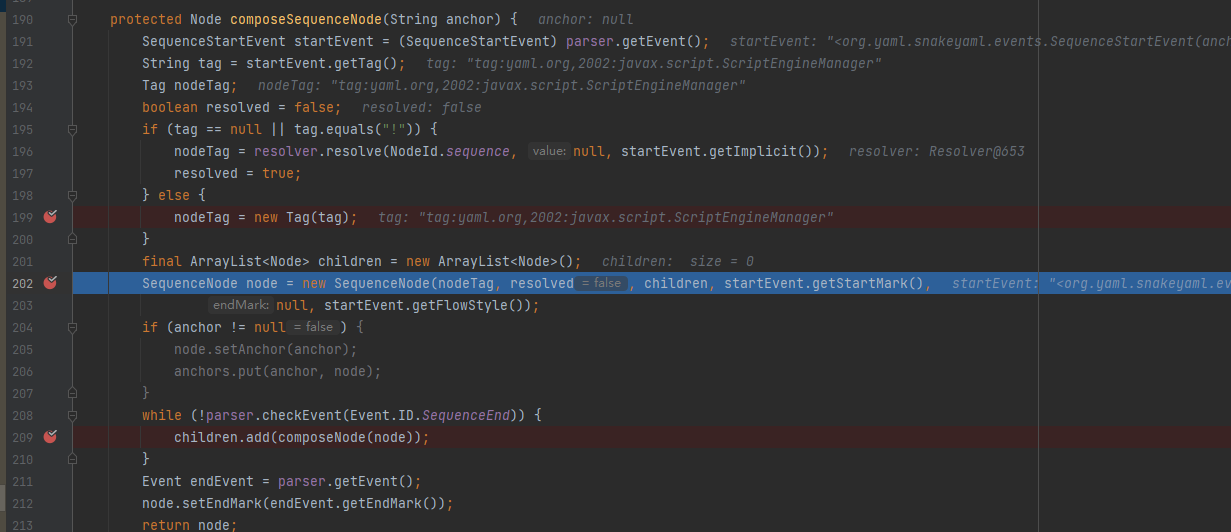 190 protected Node composeSequenceNode(String anchor) { anchor: null
191 SequenceStartEvent startEvent = (SequenceStartEvent) parser.getEvent(); startEvent: "<org.yaml.snakeyaml.events.SequenceStartEvent(anch
192 String tag = startEvent.getTag(); tag: "tag:yaml.org,2002:javax.script.ScriptEngineManager"
193 Tag nodeTag; nodeTag: "tag:yaml.org,2002:javax.script.ScriptEngineManager"
194 boolean resolved = false; resolved: false
195 if (tag == null || tag.equals("!")) {
196 nodeTag = resolver.resolve(NodeId.sequence, value: null, startEvent.getImplicit()); resolver: Resolver@653
197 resolved = true;
198 } else {
199 nodeTag = new Tag(tag); tag: "tag:yaml.org,2002:javax.script.ScriptEngineManager"
200 }
201 final ArrayList<Node> children = new ArrayList<Node>(); children: size = 0
202 SequenceNode node = new SequenceNode(nodeTag, resolved = false , children, startEvent.getStartMark(), startEvent: "<org.yaml.snakeyaml.ev
203 endMark: null, startEvent.getFlowStyle());
204 if (anchor != null = false ) {
205 node.setAnchor(anchor);
206 anchors.put(anchor, node);
207 }
208 while (!parser.checkEvent(Event.ID.SequenceEnd)) {
209 children.add(composeNode(node));
210 }
211 Event endEvent = parser.getEvent();
212 node.setEndMark(endEvent.getEndMark());
213 return node;